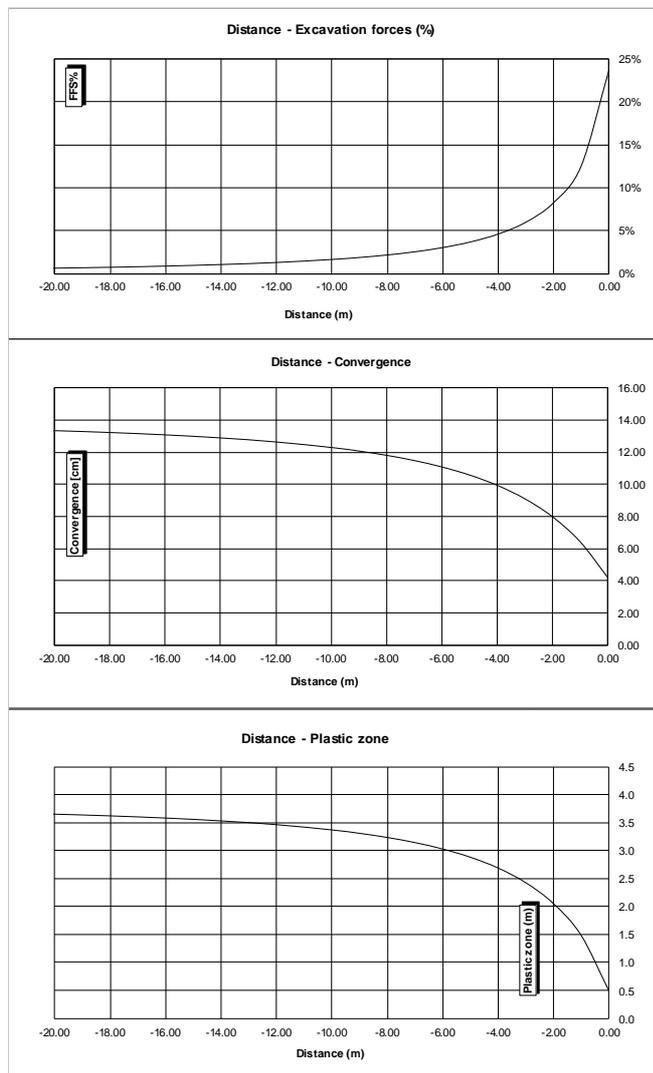 Distance - Excavation forces (%)
FFS%
25%
20%
15%
10%
5%
0%
-20.00 -18.00 -16.00 -14.00 -12.00 -10.00 -8.00 -6.00 -4.00 -2.00 0.00
Distance (m)
Distance - Convergence
Convergence [cm]
16.00
14.00
12.00
10.00
8.00
6.00
4.00
2.00
0.00
-20.00 -18.00 -16.00 -14.00 -12.00 -10.00 -8.00 -6.00 -4.00 -2.00 0.00
Distance (m)
Distance - Plastic zone
4.5
4.0
3.5
3.0
2.5
2.0
1.5
1.0
0.5
0.0
Plastic zone (m)
-20.00 -18.00 -16.00 -14.00 -12.00 -10.00 -8.00 -6.00 -4.00 -2.00 0.00
Distance (m)